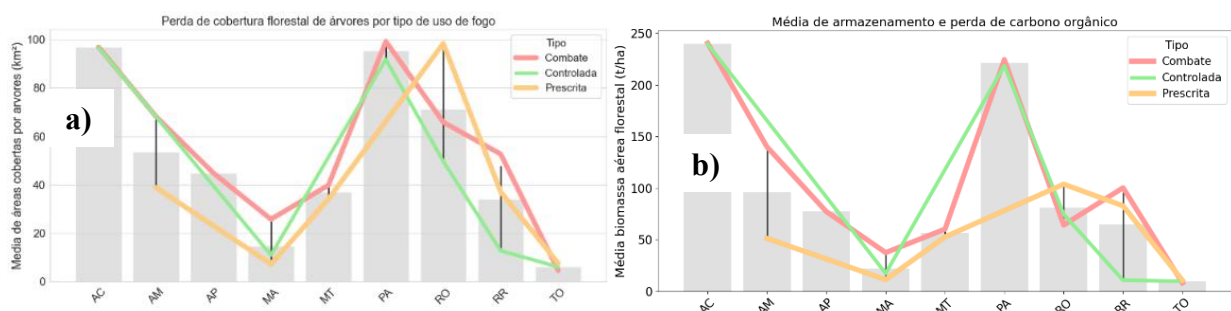 Perda de cobertura florestal de árvores por tipo de uso de fogo
Media de áreas cobertas por arvores (km²)
100
80
60
40
20
0
a)
Tipo
Combate
Controlada
Prescrita
AC
AM
AP
MA
MT
PA
RO
RR
TO
Média de armazenamento e perda de carbono orgânico
Média biomassa aérea florestal (t/ha)
250
200
150
100
50
0
b)
Tipo
Combate
Controlada
Prescrita
AC
AM
AP
MA
MT
PA
RO
RR
TO